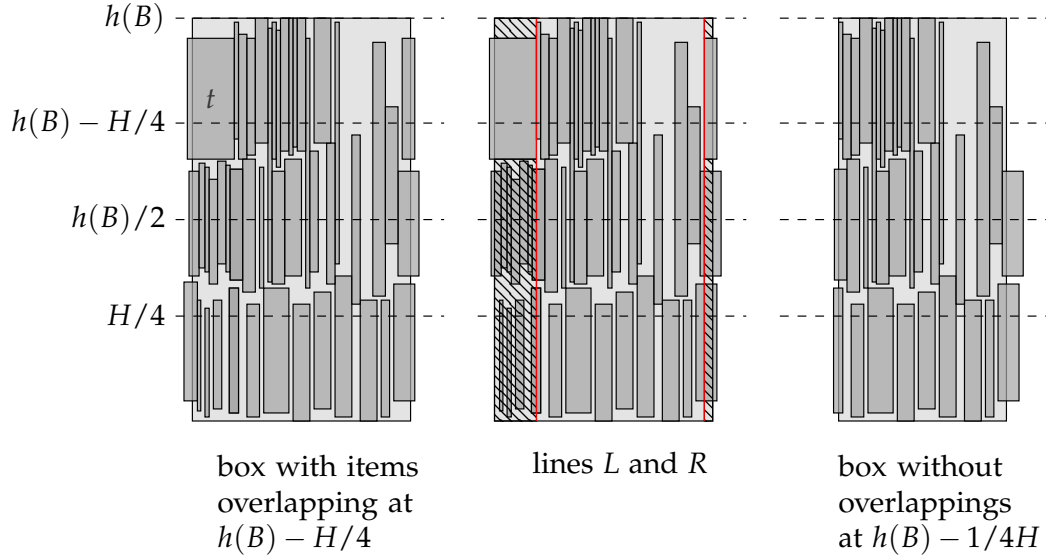 h(B)
t
h(B) − H/4
h(B)/2
H/4
box with items
overlapping at
h(B) − H/4
lines L and R
box without
overlappings
at h(B) − 1/4H